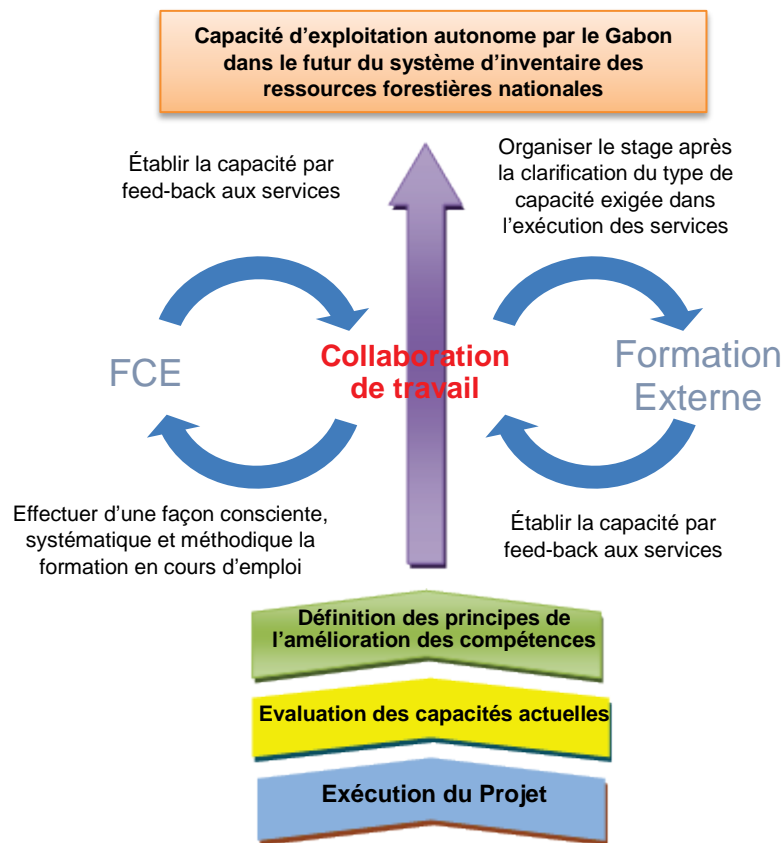 Capacité d'exploitation autonome par le Gabon
dans le futur du système d'inventaire des
ressources forestières nationales
Établir la capacité par
feed-back aux services
Organiser le stage après
la clarification du type de
capacité exigée dans
l'exécution des services
FCE
Collaboration
de travail
Formation
Externe
Effectuer d'une façon consciente,
systématique et méthodique la
formation en cours d'emploi
Établir la capacité par
feed-back aux services
Définition des principes de
l'amélioration des compétences
Evaluation des capacités actuelles
Exécution du Projet